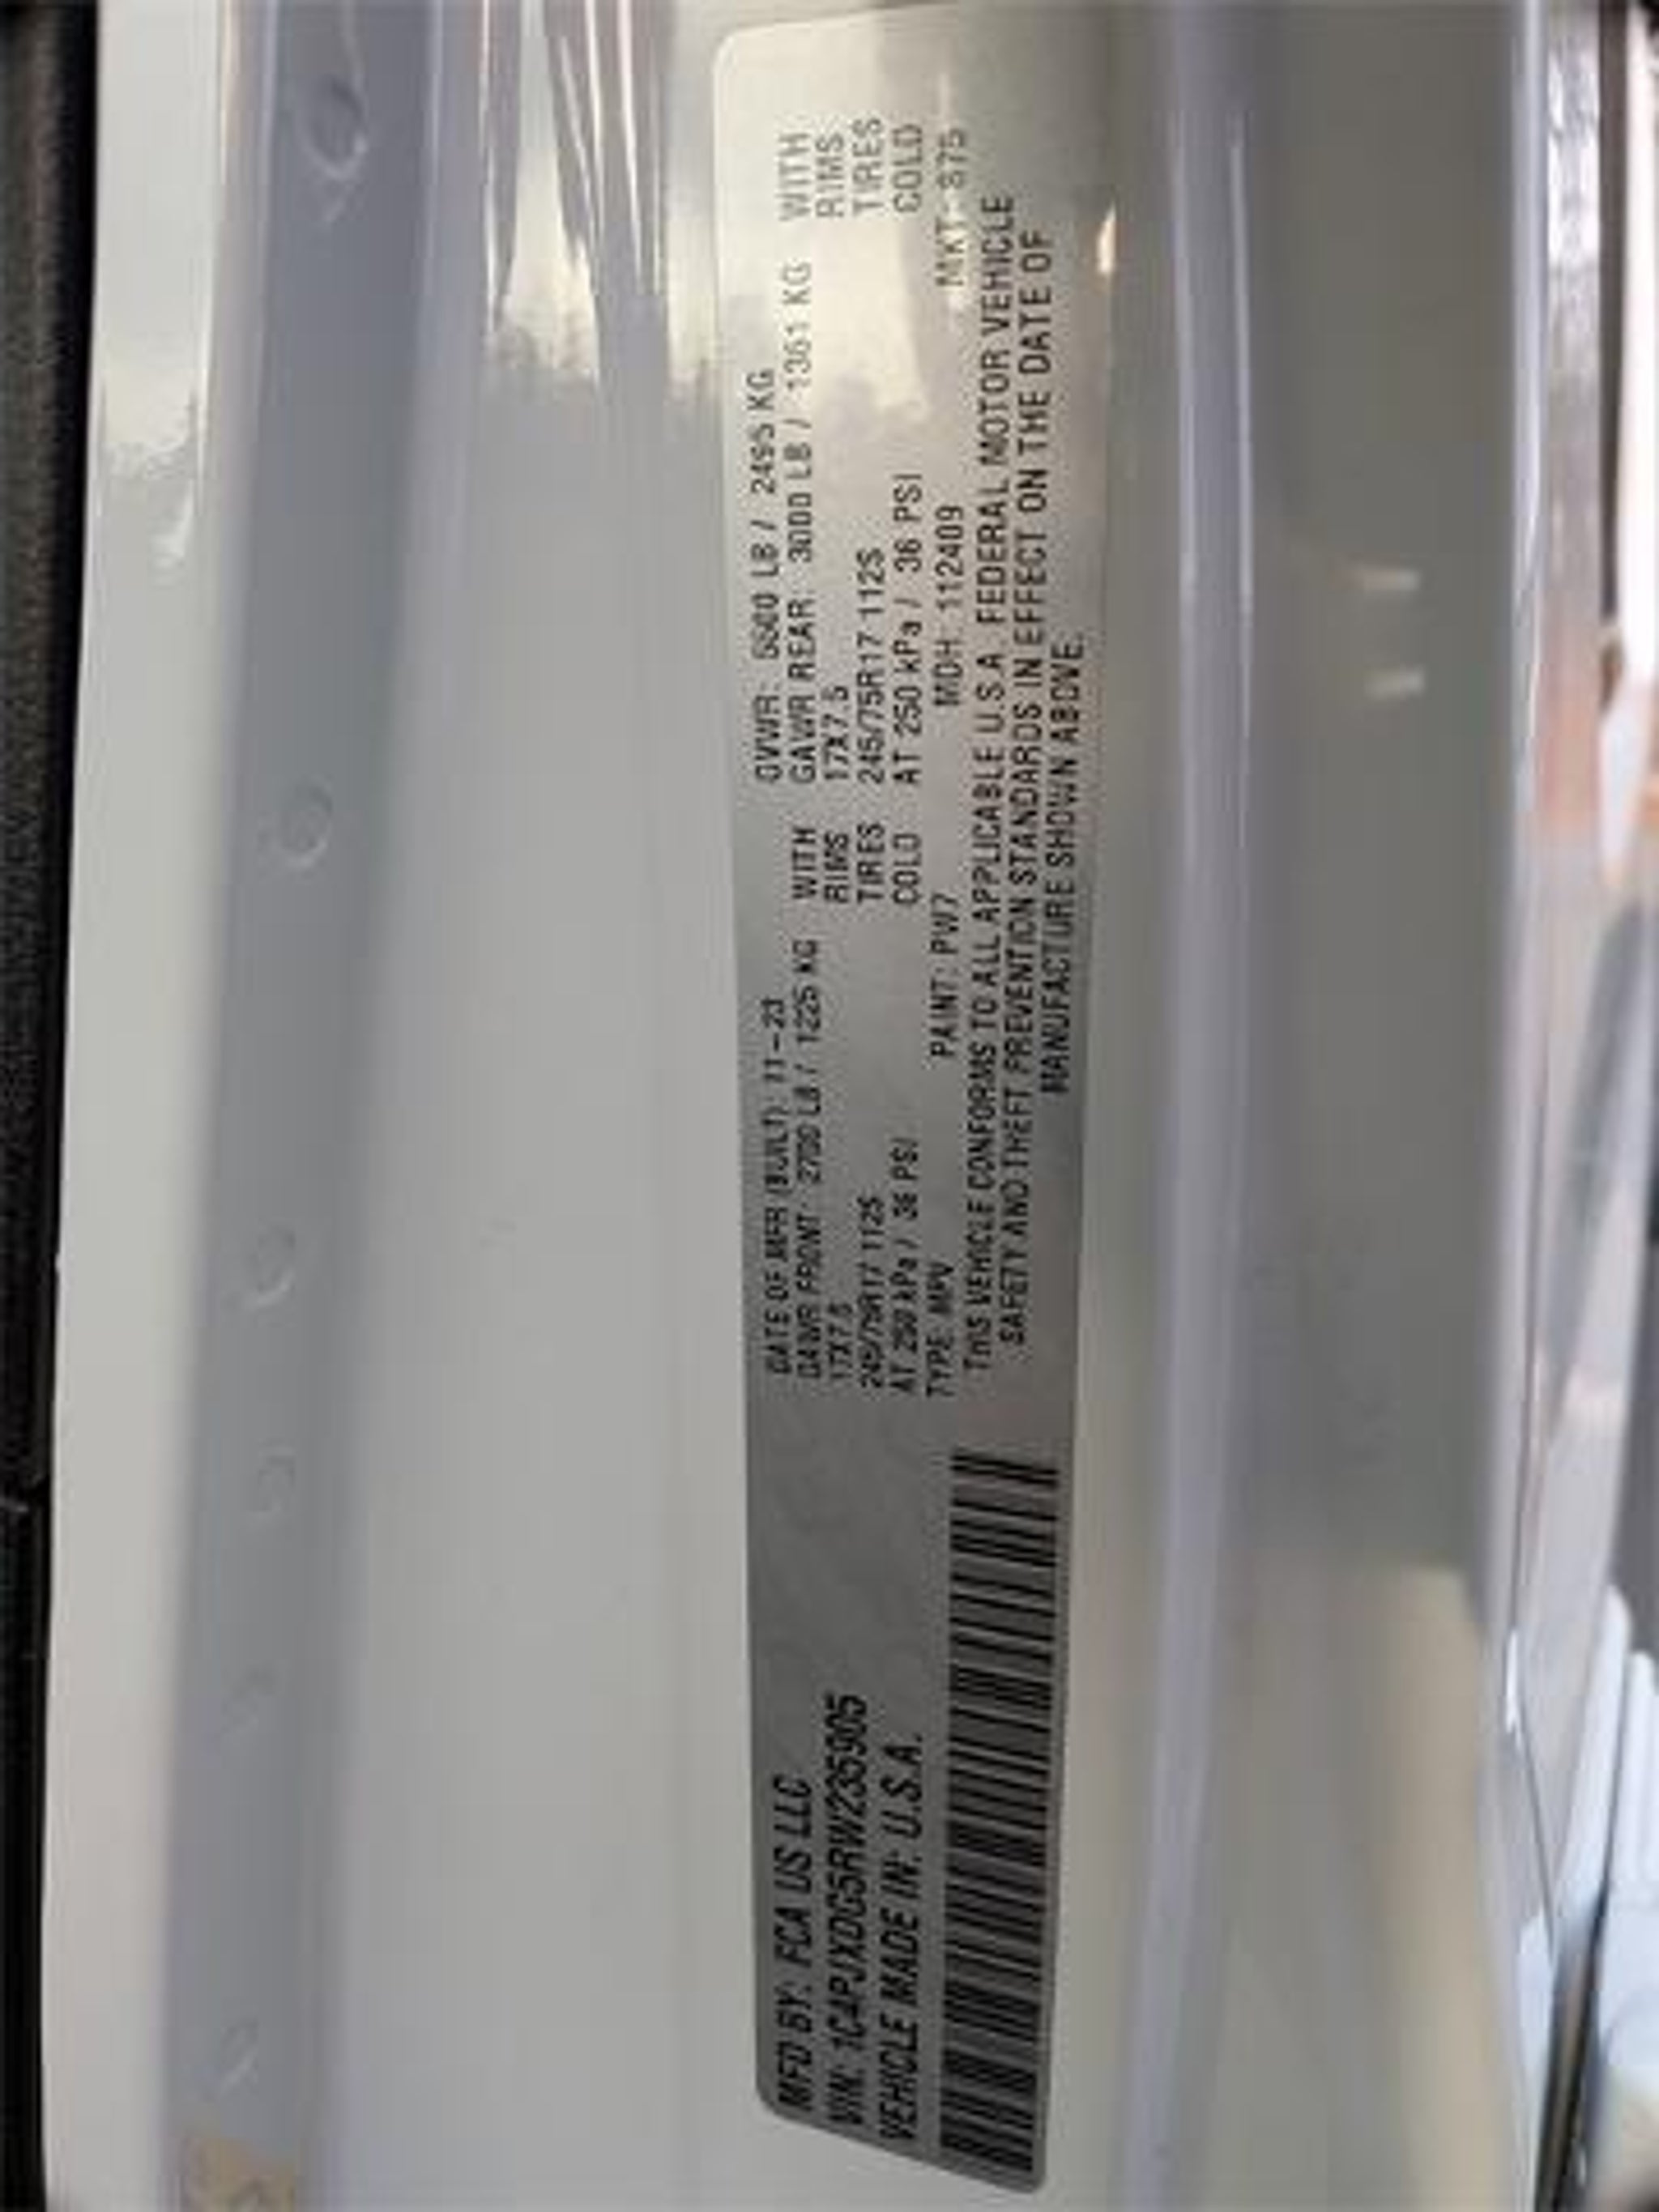 MFD BY: FCA US LLC
VIN: 1C4PJXDG5RW235905
VEHICLE MADE IN: U.S.A.
DATE OF MFR (BUILT): 11-23 GVWR: 5500 LB / 2495 KG
GAWR FRONT: 2700 LB / 1225 KG WITH GAWR REAR: 3000 LB / 1361 KG WITH
17X7.5 RIMS 17X7.5 RIMS
245/75R17 112S TIRES 245/75R17 112S TIRES
AT 250 kPa / 36 PSI COLD AT 250 kPa / 36 PSI COLD
TYPE: MPV PAINT: PW7 MDH: 112409 MKT:
THIS VEHICLE CONFORMS TO ALL APPLICABLE U.S.A. FEDERAL MOTOR VEHICLE
SAFETY AND THEFT PREVENTION STANDARDS IN EFFECT ON THE DATE OF
MANUFACTURE SHOWN ABOVE.